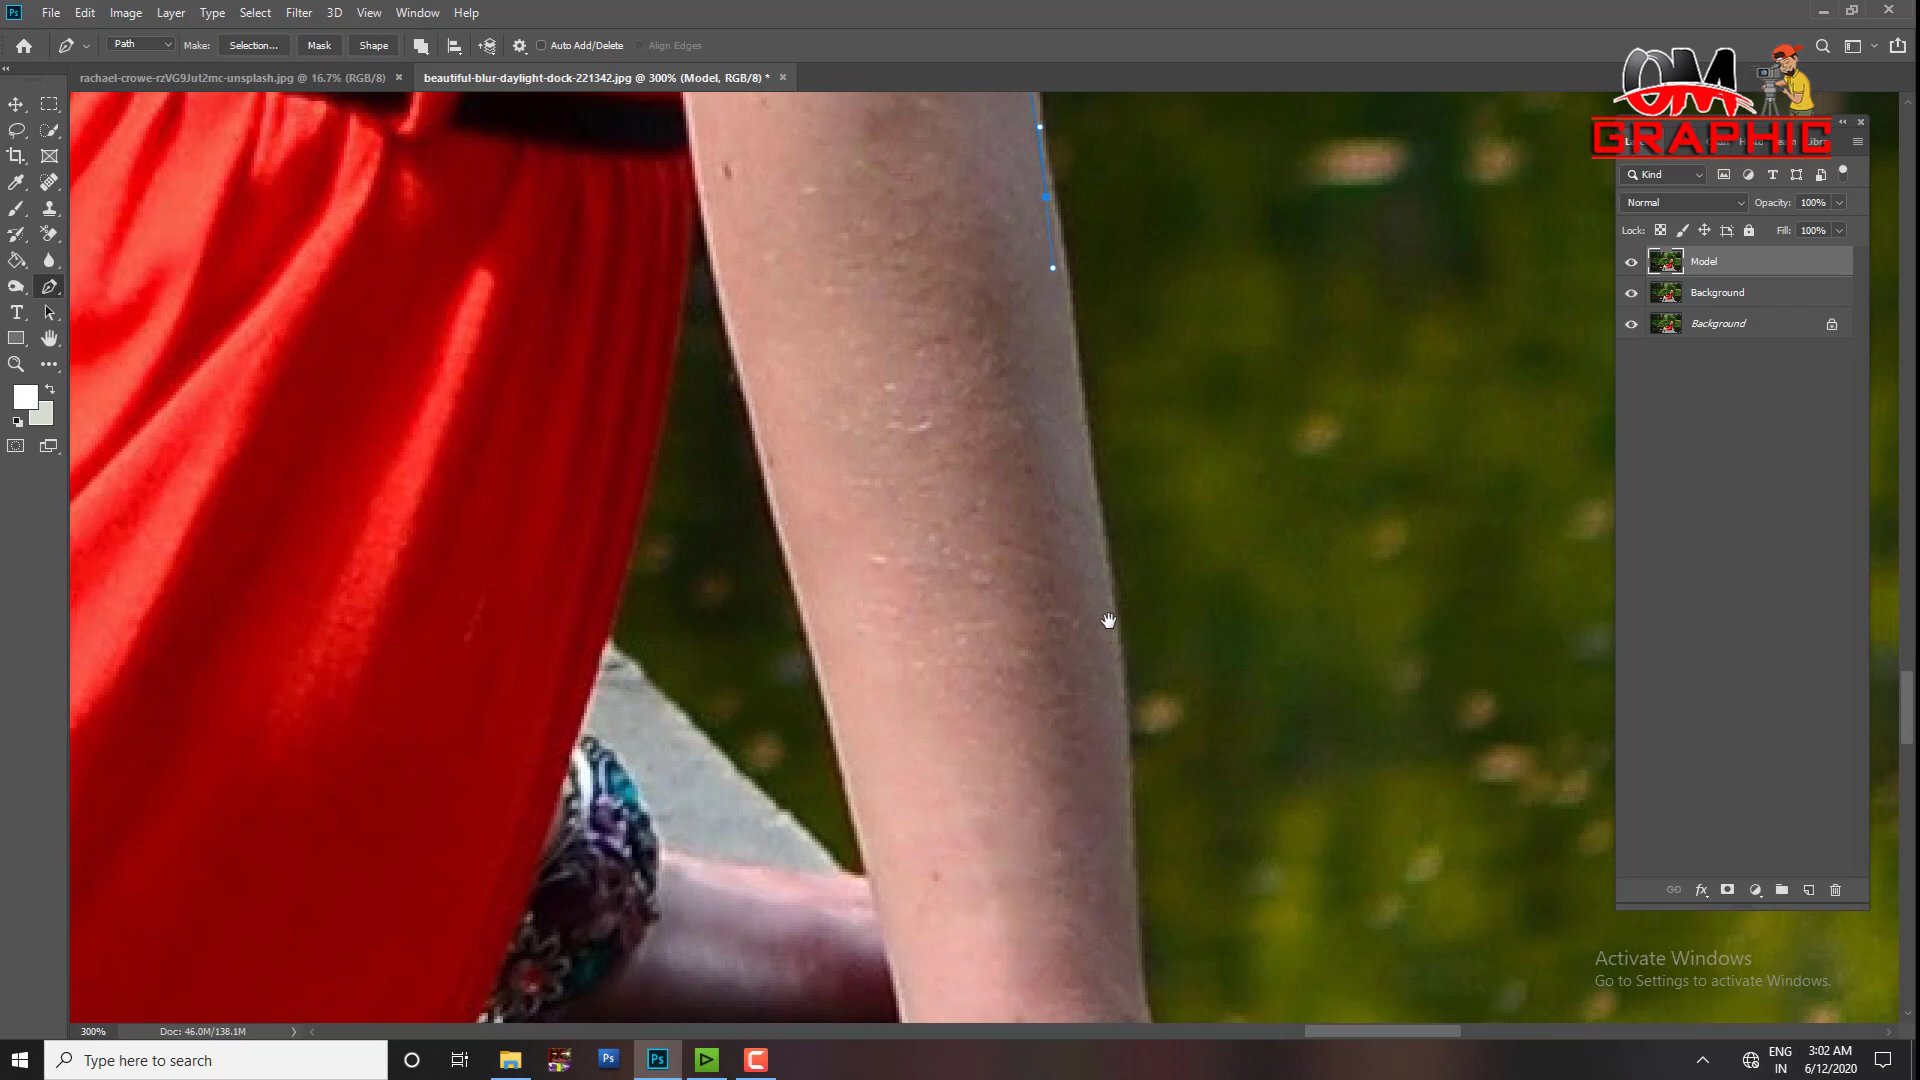 File Edit Image Layer Type Select Filter 3D View Window Help
Path Make: Selection... Mask Shape Auto Add/Delete Align Edges
rachael-crowe-rzVG9Jut2mc-unsplash.jpg @ 16.7% (RGB/8) × beautiful-blur-daylight-dock-221342.jpg @ 300% (Model, RGB/8) * ×
OM
GRAPHIC
Kind
Normal Opacity: 100%
Lock: Fill: 100%
Model
Background
Background
Activate Windows
Go to Settings to activate Windows.
300% Doc: 46.0M/138.1M
Type here to search
ENG
IN
3:02 AM
6/12/2020